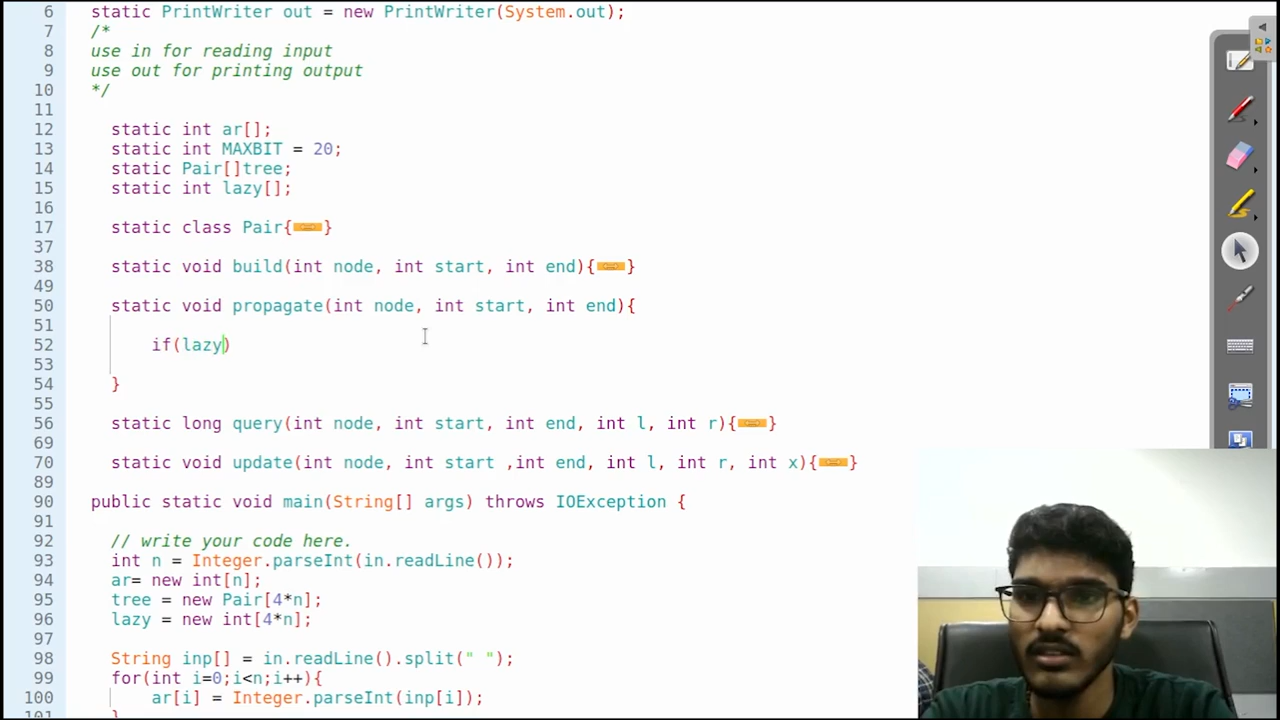 6 static PrintWriter out = new PrintWriter(System.out);
7 /*
8 use in for reading input
9 use out for printing output
10 */
11
12 static int ar[];
13 static int MAXBIT = 20;
14 static Pair[]tree;
15 static int lazy[];
16
17 static class Pair{}
37
38 static void build(int node, int start, int end){}
49
50 static void propagate(int node, int start, int end){
51
52 if(lazy)
53
54 }
55
56 static long query(int node, int start, int end, int l, int r){}
69
70 static void update(int node, int start ,int end, int l, int r, int x){}
89
90 public static void main(String[] args) throws IOException {
91
92 // write your code here.
93 int n = Integer.parseInt(in.readLine());
94 ar= new int[n];
95 tree = new Pair[4*n];
96 lazy = new int[4*n];
97
98 String inp[] = in.readLine().split(" ");
99 for(int i=0;i<n;i++){
100 ar[i] = Integer.parseInt(inp[i]);
101 }